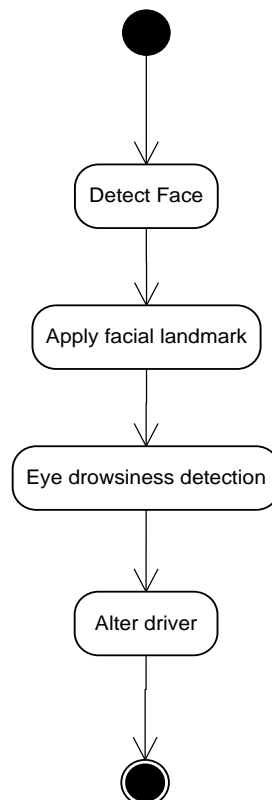 Detect Face
Apply facial landmark
Eye drowsiness detection
Alter driver